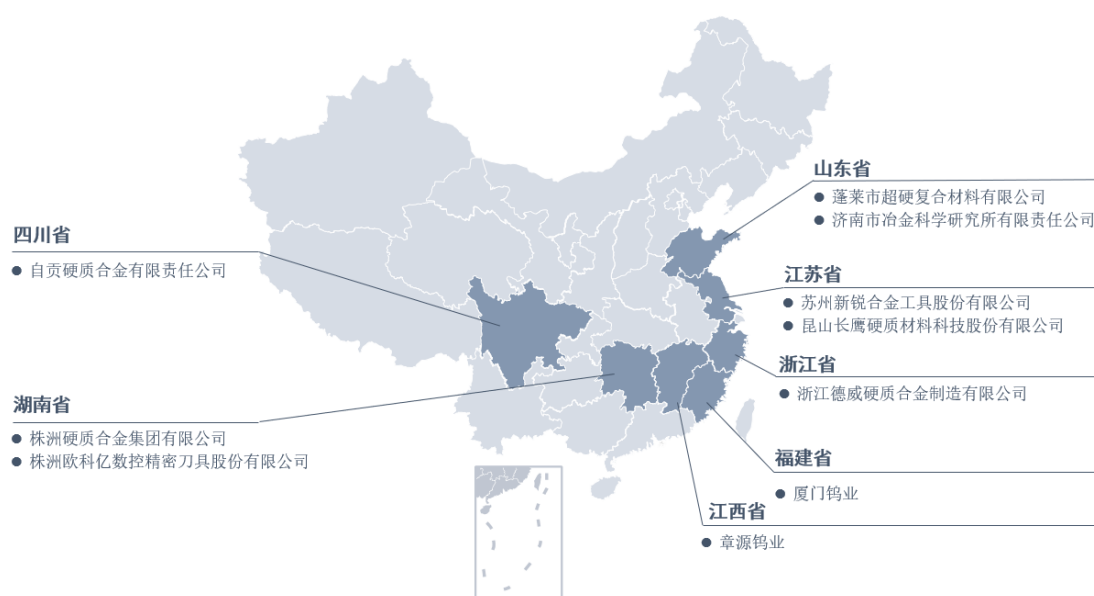 四川省
自贡硬质合金有限责任公司
湖南省
株洲硬质合金集团有限公司
株洲欧科亿数控精密刀具股份有限公司
山东省
蓬莱市超硬复合材料有限公司
济南市冶金科学研究所有限责任公司
江苏省
苏州新锐合金工具股份有限公司
昆山长鹰硬质材料科技股份有限公司
浙江省
浙江德威硬质合金制造有限公司
福建省
厦门钨业
江西省
章源钨业